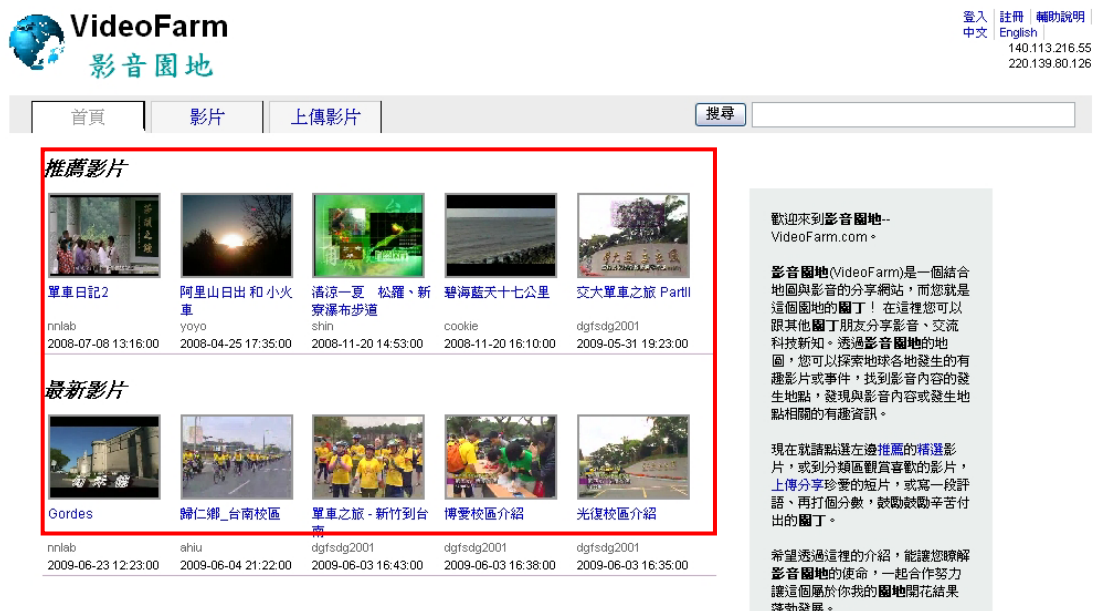 VideoFarm
影音園地
登入 註冊 輔助說明
中文 English
140.113.216.55
220.139.80.126
首頁 影片 上傳影片 搜尋
推薦影片
單車日記2
nnlab
2008-07-08 13:16:00
阿里山日出 和 小火
車
yoyo
2008-04-25 17:35:00
清涼一夏 松羅、新
寮瀑布步道
shin
2008-11-20 14:53:00
碧海藍天十七公里
cookie
2008-11-20 16:10:00
交大單車之旅 PartII
dgfsdg2001
2009-05-31 19:23:00
最新影片
Gordes
nnlab
2009-06-23 12:23:00
歸仁鄉_台南校區
ahiu
2009-06-04 21:22:00
單車之旅 - 新竹到台
南
dgfsdg2001
2009-06-03 16:43:00
博愛校區介紹
dgfsdg2001
2009-06-03 16:38:00
光復校區介紹
dgfsdg2001
2009-06-03 16:35:00
歡迎來到影音園地--
VideoFarm.com。
影音園地(VideoFarm)是一個結合
地圖與影音的分享網站，而您就是
這個園地的園丁！ 在這裡您可以
跟其他園丁朋友分享影音、交流
科技新知。透過影音園地的地
圖，您可以探索地球各地發生的有
趣影片或事件，找到影音內容的發
生地點，發現與影音內容或發生地
點相關的有趣資訊。
現在就請點選左邊推薦的精選影
片，或到分類區觀賞喜歡的影片，
上傳分享珍愛的短片，或寫一段評
語、再打個分數，鼓勵鼓勵辛苦付
出的園丁。
希望透過這裡的介紹，能讓您瞭解
影音園地的使命，一起合作努力
讓這個屬於你我的園地開花結果
蓬勃發展。